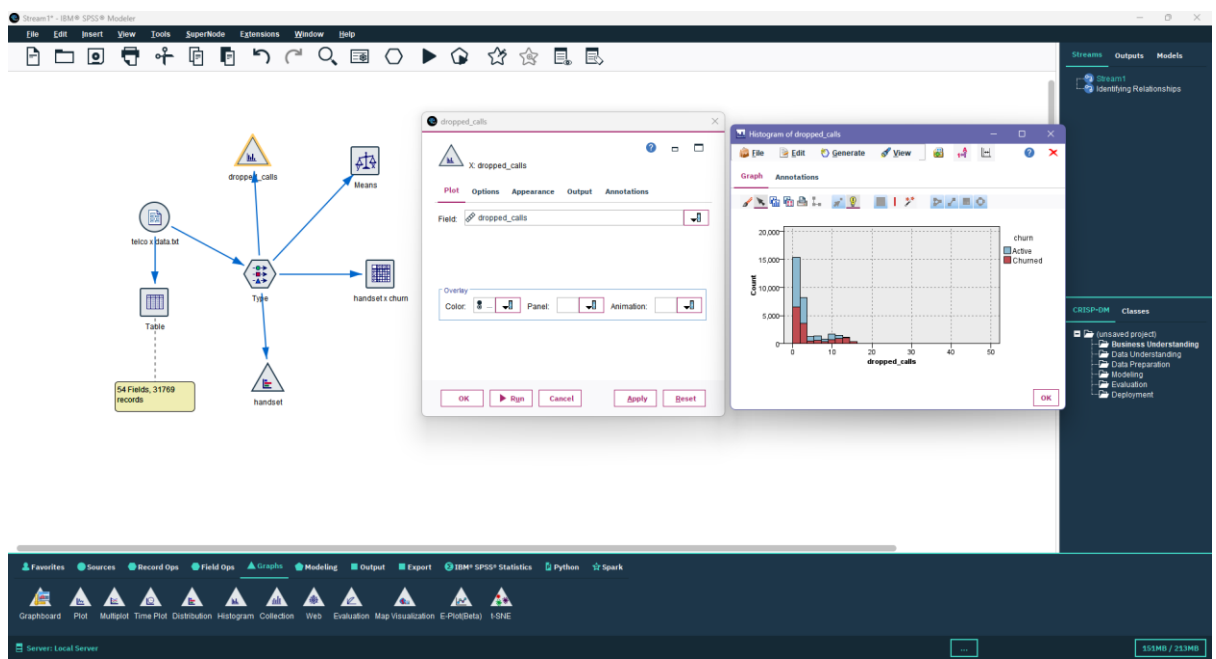 Stream1* - IBM® SPSS® Modeler
File Edit Insert View Tools SuperNode Extensions Window Help
Streams Outputs Models
Stream1
Identifying Relationships
dropped_calls
Means
telco x data.txt
Type
handset x churn
Table
54 Fields, 31769
records
handset
dropped_calls
X: dropped_calls
Plot Options Appearance Output Annotations
Field: dropped_calls
Overlay
Color: Panel: Animation:
OK Run Cancel Apply Reset
Histogram of dropped_calls
File Edit Generate View
Graph Annotations
20,000
15,000
10,000
5,000
0
Count
0 10 20 30 40 50
dropped_calls
churn
Active
Churned
OK
CRISP-DM Classes
(unsaved project)
Business Understanding
Data Understanding
Data Preparation
Modeling
Evaluation
Deployment
Favorites Sources Record Ops Field Ops Graphs Modeling Output Export IBM® SPSS® Statistics Python Spark
Graphboard Plot Multiplot Time Plot Distribution Histogram Collection Web Evaluation Map Visualization E-Plot(Beta) t-SNE
Server: Local Server
... 151MB / 213MB